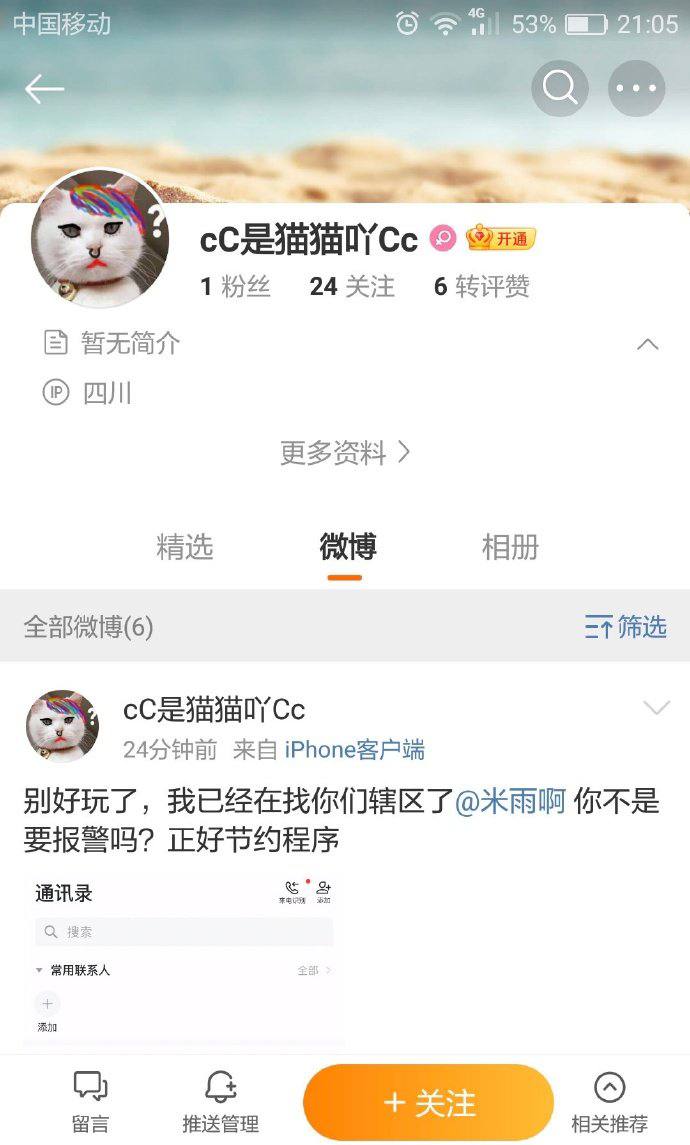 中国移动 4G 53% 21:05
?
cC是猫猫吖Cc 开通
1 粉丝 24 关注 6 转评赞
暂无简介
IP 四川
更多资料
精选 微博 相册
全部微博(6) 筛选
?
cC是猫猫吖Cc
24分钟前 来自 iPhone客户端
别好玩了，我已经在找你们辖区了@米雨啊 你不是
要报警吗？正好节约程序
通讯录 来电识别 添加
搜索
常用联系人 全部
添加
留言 推送管理 + 关注 相关推荐